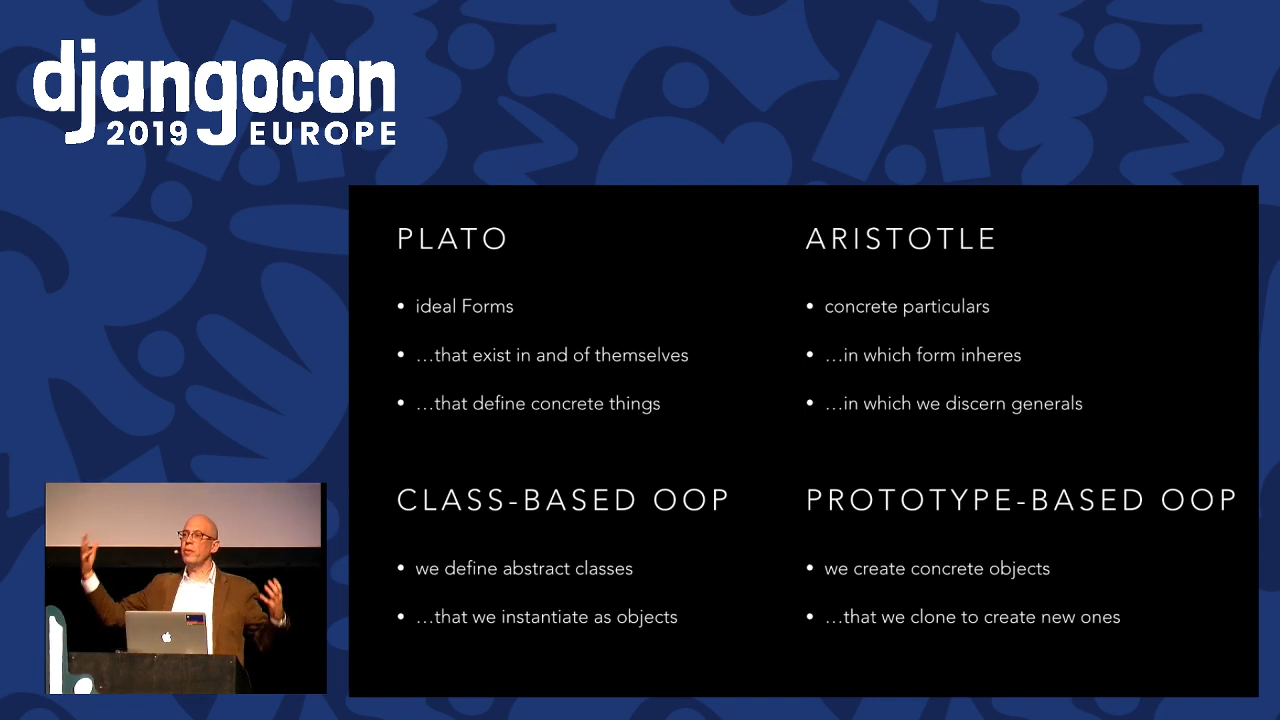 djangocon
2019 EUROPE
PLATO
• ideal Forms
• …that exist in and of themselves
• …that define concrete things
ARISTOTLE
• concrete particulars
• …in which form inheres
• …in which we discern generals
CLASS-BASED OOP
• we define abstract classes
• …that we instantiate as objects
PROTOTYPE-BASED OOP
• we create concrete objects
• …that we clone to create new ones